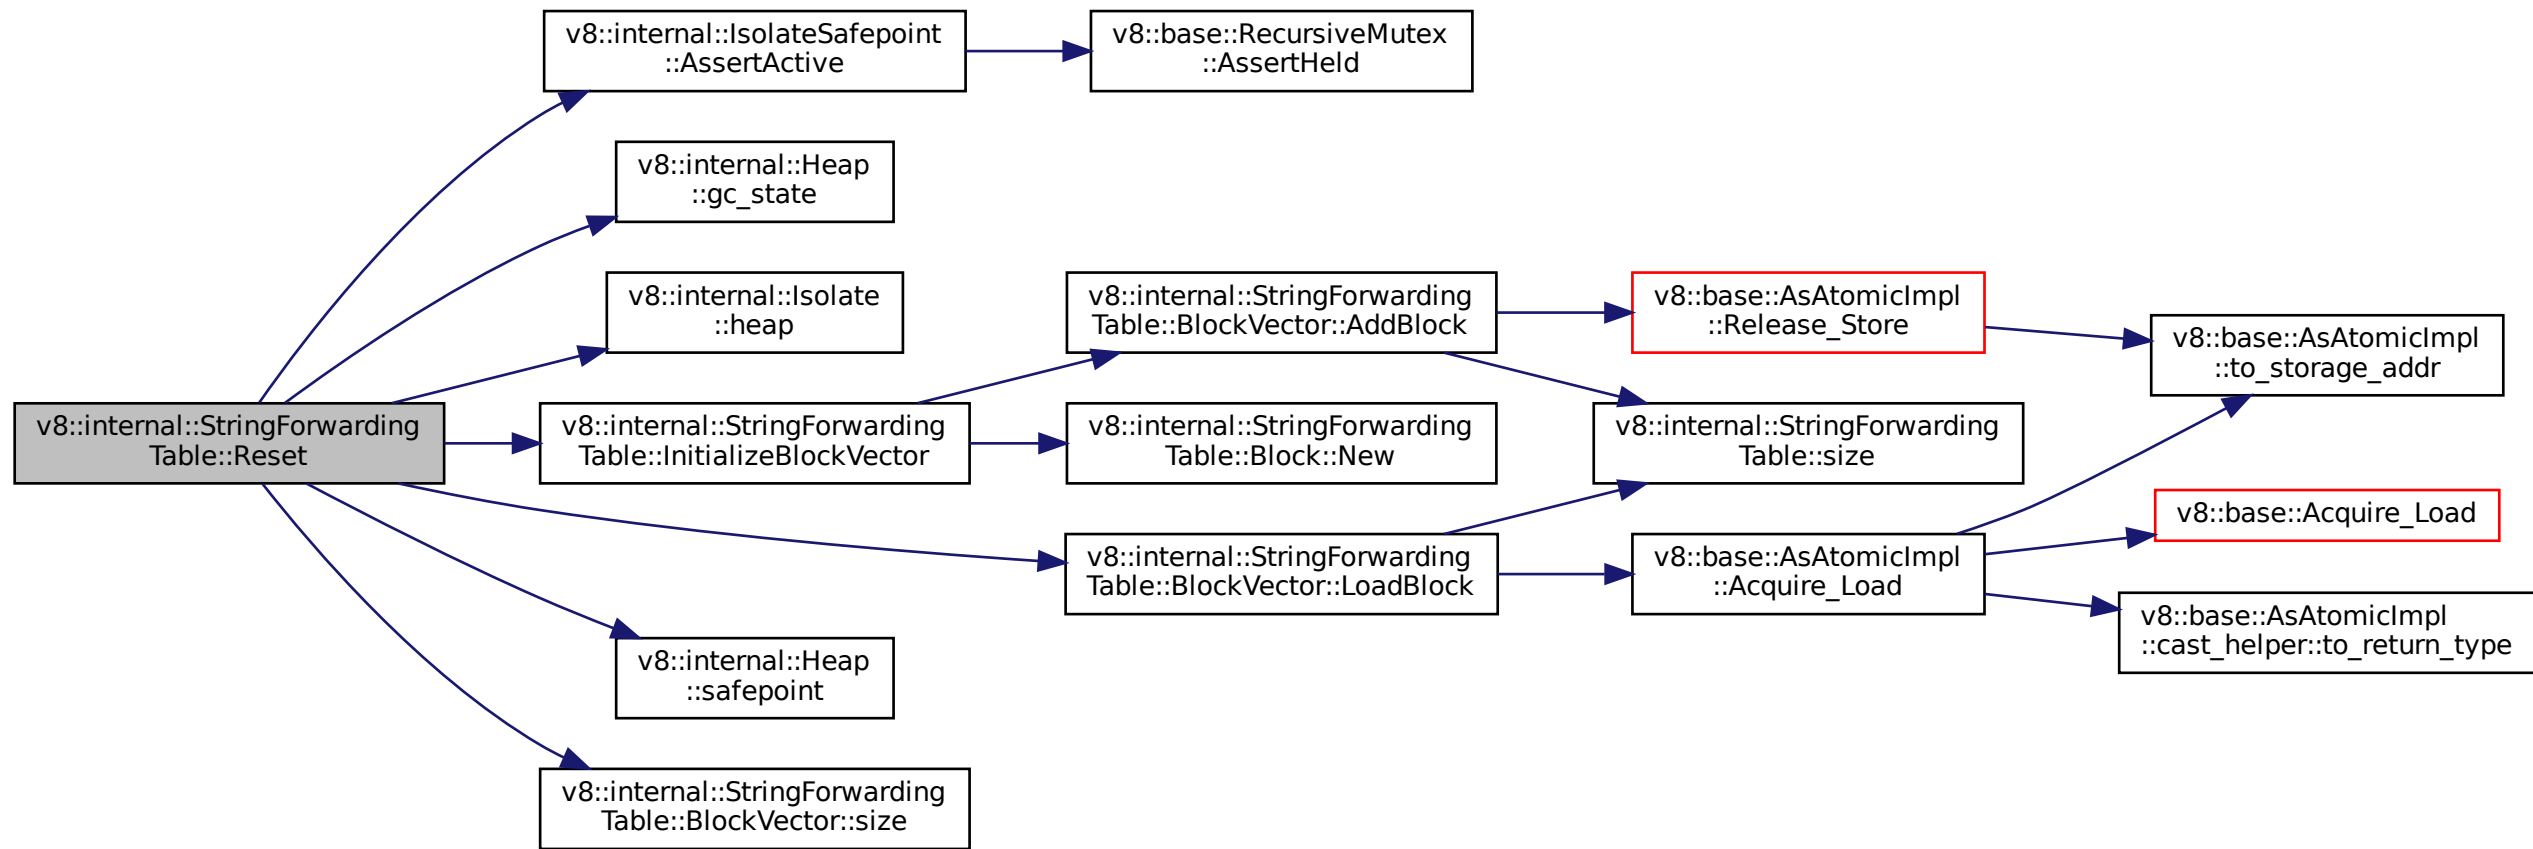 v8::internal::IsolateSafepoint
::AssertActive
v8::base::RecursiveMutex
::AssertHeld
v8::internal::Heap
::gc_state
v8::internal::Isolate
::heap
v8::internal::StringForwarding
Table::BlockVector::AddBlock
v8::base::AsAtomicImpl
::Release_Store
v8::base::AsAtomicImpl
::to_storage_addr
v8::internal::StringForwarding
Table::Reset
v8::internal::StringForwarding
Table::InitializeBlockVector
v8::internal::StringForwarding
Table::Block::New
v8::internal::StringForwarding
Table::size
v8::base::Acquire_Load
v8::internal::StringForwarding
Table::BlockVector::LoadBlock
v8::base::AsAtomicImpl
::Acquire_Load
v8::base::AsAtomicImpl
::cast_helper::to_return_type
v8::internal::Heap
::safepoint
v8::internal::StringForwarding
Table::BlockVector::size